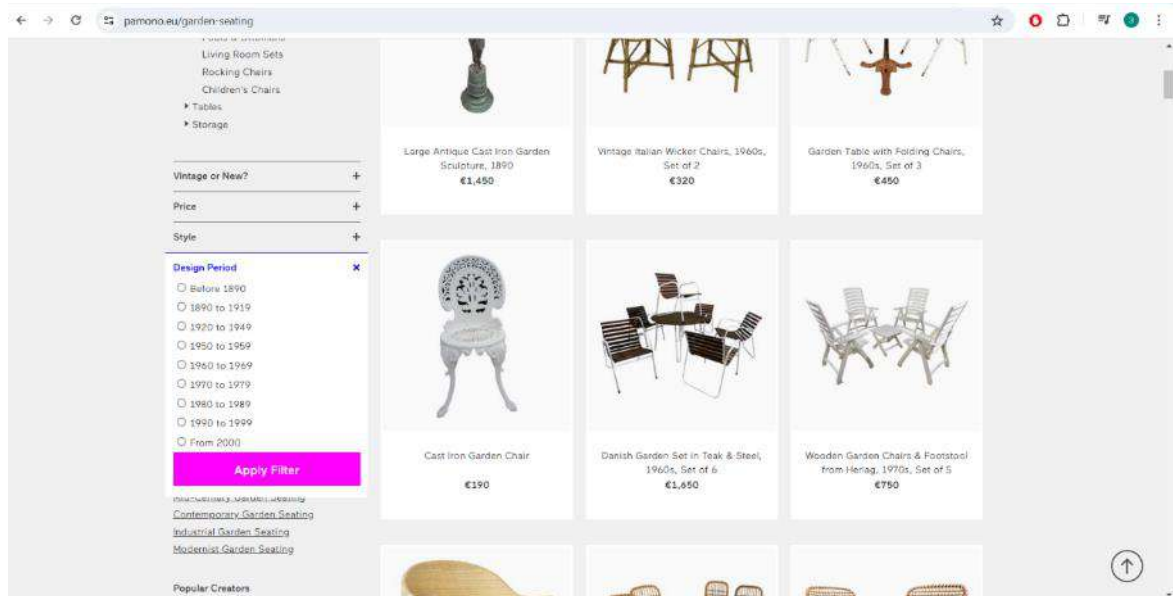 pamono.eu/garden-seating
Living Room Sets
Rocking Chairs
Children's Chairs
Tables
Storage
Vintage or New? +
Price +
Style +
Design Period ×
Before 1890
1890 to 1919
1920 to 1949
1950 to 1959
1960 to 1969
1970 to 1979
1980 to 1989
1990 to 1999
From 2000
Apply Filter
Mid-Century Garden Seating
Contemporary Garden Seating
Industrial Garden Seating
Modernist Garden Seating
Popular Creators
Large Antique Cast Iron Garden
Sculpture, 1890
€1,450
Vintage Italian Wicker Chairs, 1960s,
Set of 2
€320
Garden Table with Folding Chairs,
1960s, Set of 3
€450
Cast Iron Garden Chair
€190
Danish Garden Set in Teak & Steel,
1960s, Set of 6
€1,650
Wooden Garden Chairs & Footstool
from Herlag, 1970s, Set of 5
€750